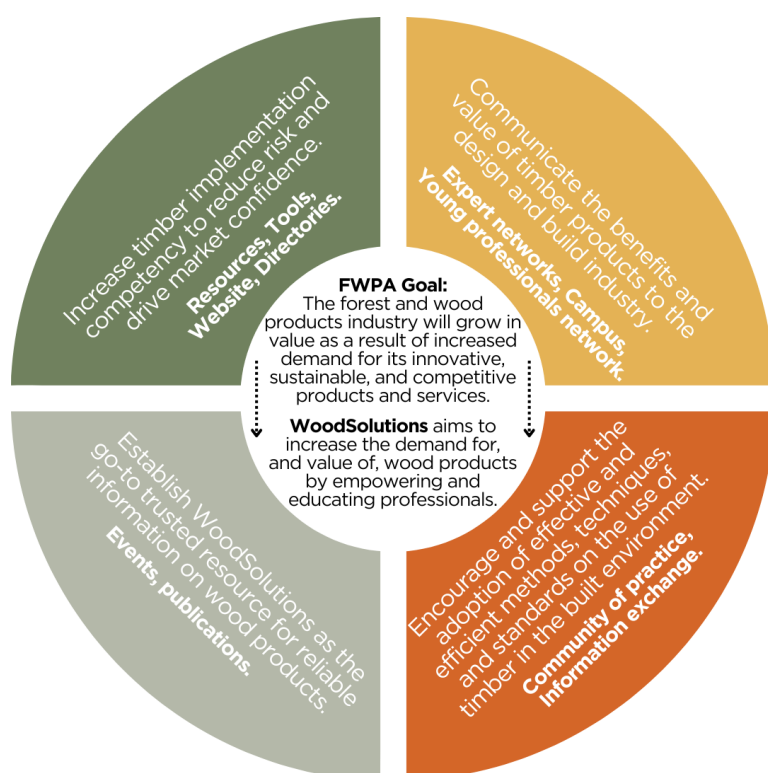 Increase timber implementation
competency to reduce risk and
drive market confidence.
Resources, Tools,
Website, Directories.
Communicate the benefits and
value of timber products to the
design and build industry.
Expert networks, Campus,
Young professionals network.
FWPA Goal:
The forest and wood
products industry will grow in
value as a result of increased
demand for its innovative,
sustainable, and competitive
products and services.
WoodSolutions aims to
increase the demand for,
and value of, wood products
by empowering and
educating professionals.
Establish WoodSolutions as the
go-to trusted resource for reliable
information on wood products.
Events, publications.
Encourage and support the
adoption of effective and
efficient methods, techniques,
and standards on the use of
timber in the built environment.
Community of practice,
Information exchange.